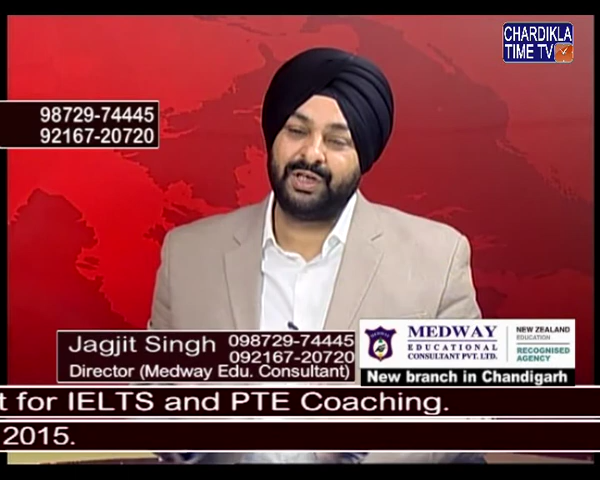 CHARDIKLA
TIME TV
98729-74445
92167-20720
Jagjit Singh 098729-74445
092167-20720
Director (Medway Edu. Consultant)
MEDWAY
EDUCATIONAL
CONSULTANT PVT. LTD.
NEW ZEALAND
EDUCATION
RECOGNISED
AGENCY
New branch in Chandigarh
t for IELTS and PTE Coaching.
2015.